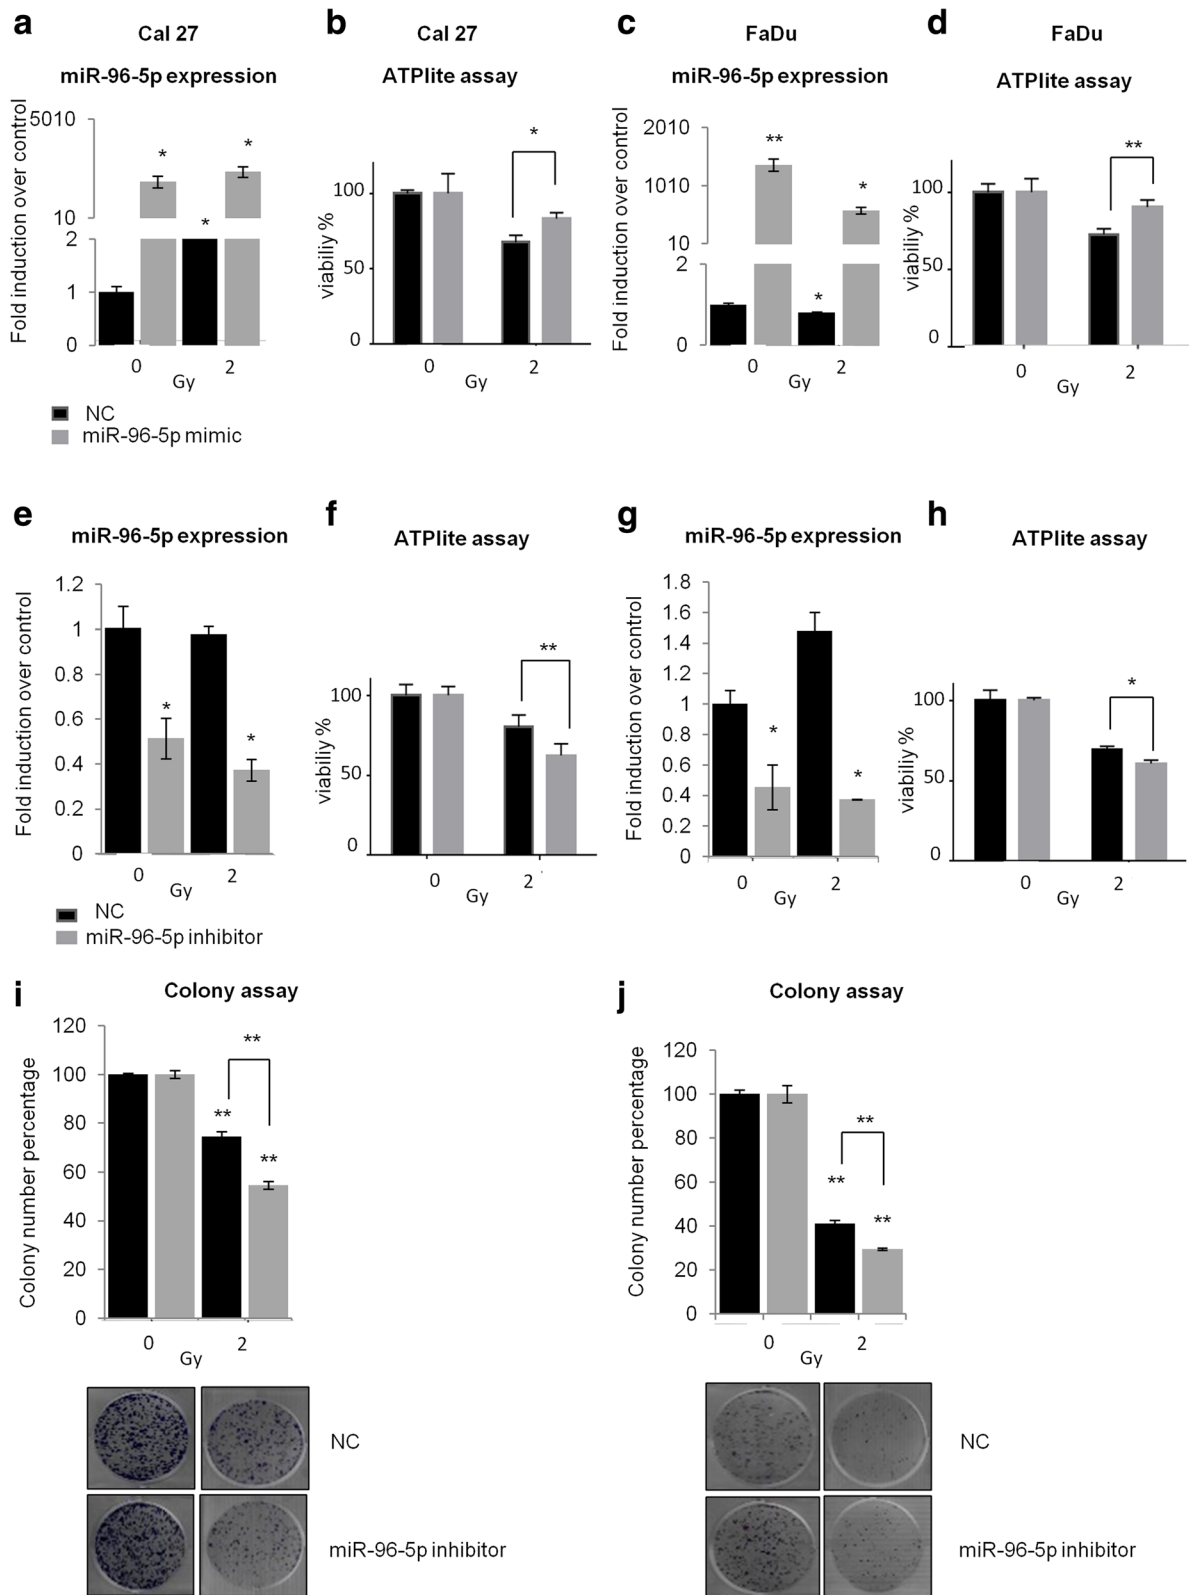 a
Cal 27
miR-96-5p expression
Fold induction over control
5010
10
2
1
0
*
*
*
0
2
Gy
b
Cal 27
ATPlite assay
viabiliy %
100
50
0
*
0
2
Gy
c
FaDu
miR-96-5p expression
Fold induction over control
2010
1010
10
2
0
**
*
*
0
2
Gy
d
FaDu
ATPlite assay
viabiliy %
100
50
0
**
0
2
Gy
NC
miR-96-5p mimic
e
miR-96-5p expression
Fold induction over control
1.2
1
0.8
0.6
0.4
0.2
0
*
*
0
2
Gy
f
ATPlite assay
viabiliy %
100
50
0
**
0
2
Gy
g
miR-96-5p expression
Fold induction over control
1.8
1.6
1.4
1.2
1
0.8
0.6
0.4
0.2
0
*
*
0
2
Gy
h
ATPlite assay
viabiliy %
100
50
0
*
0
2
Gy
NC
miR-96-5p inhibitor
i
Colony assay
Colony number percentage
120
100
80
60
40
20
0
**
**
**
0
2
Gy
NC
miR-96-5p inhibitor
j
Colony assay
Colony number percentage
120
100
80
60
40
20
0
**
**
**
0
2
Gy
NC
miR-96-5p inhibitor